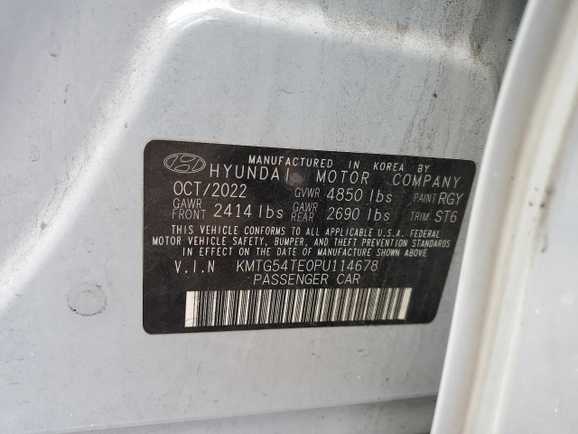 MANUFACTURED IN KOREA BY
HYUNDAI MOTOR COMPANY
OCT/2022 GVWR 4850 lbs PAINT RGY
GAWR FRONT 2414 lbs GAWR REAR 2690 lbs TRIM ST6
THIS VEHICLE CONFORMS TO ALL APPLICABLE U.S.A. FEDERAL
MOTOR VEHICLE SAFETY, BUMPER, AND THEFT PREVENTION STANDARDS
IN EFFECT ON THE DATE OF MANUFACTURE SHOWN ABOVE
V.I.N KMTG54TE0PU114678
PASSENGER CAR